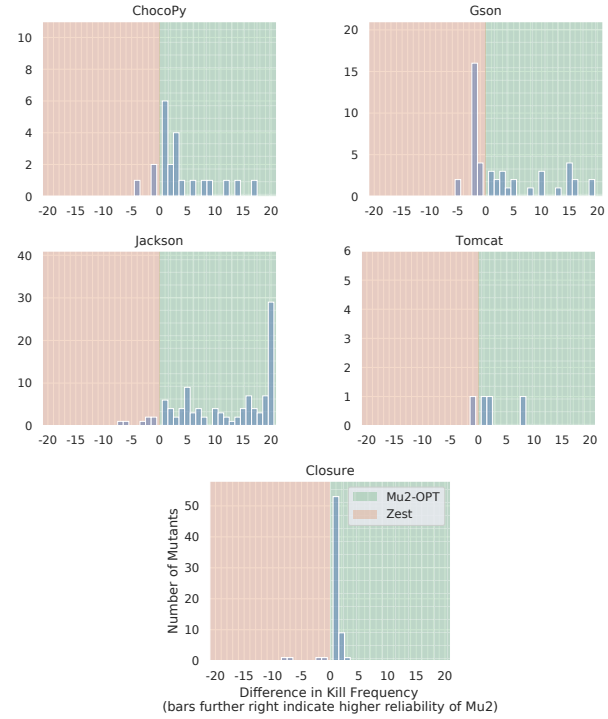 ChocoPy
10
8
6
4
2
0
-20 -15 -10 -5 0 5 10 15 20
Gson
20
15
10
5
0
-20 -15 -10 -5 0 5 10 15 20
Jackson
40
30
20
10
0
-20 -15 -10 -5 0 5 10 15 20
Tomcat
6
5
4
3
2
1
0
-20 -15 -10 -5 0 5 10 15 20
Closure
Mu2-OPT
Zest
Number of Mutants
50
40
30
20
10
0
-20 -15 -10 -5 0 5 10 15 20
Difference in Kill Frequency
(bars further right indicate higher reliability of Mu2)